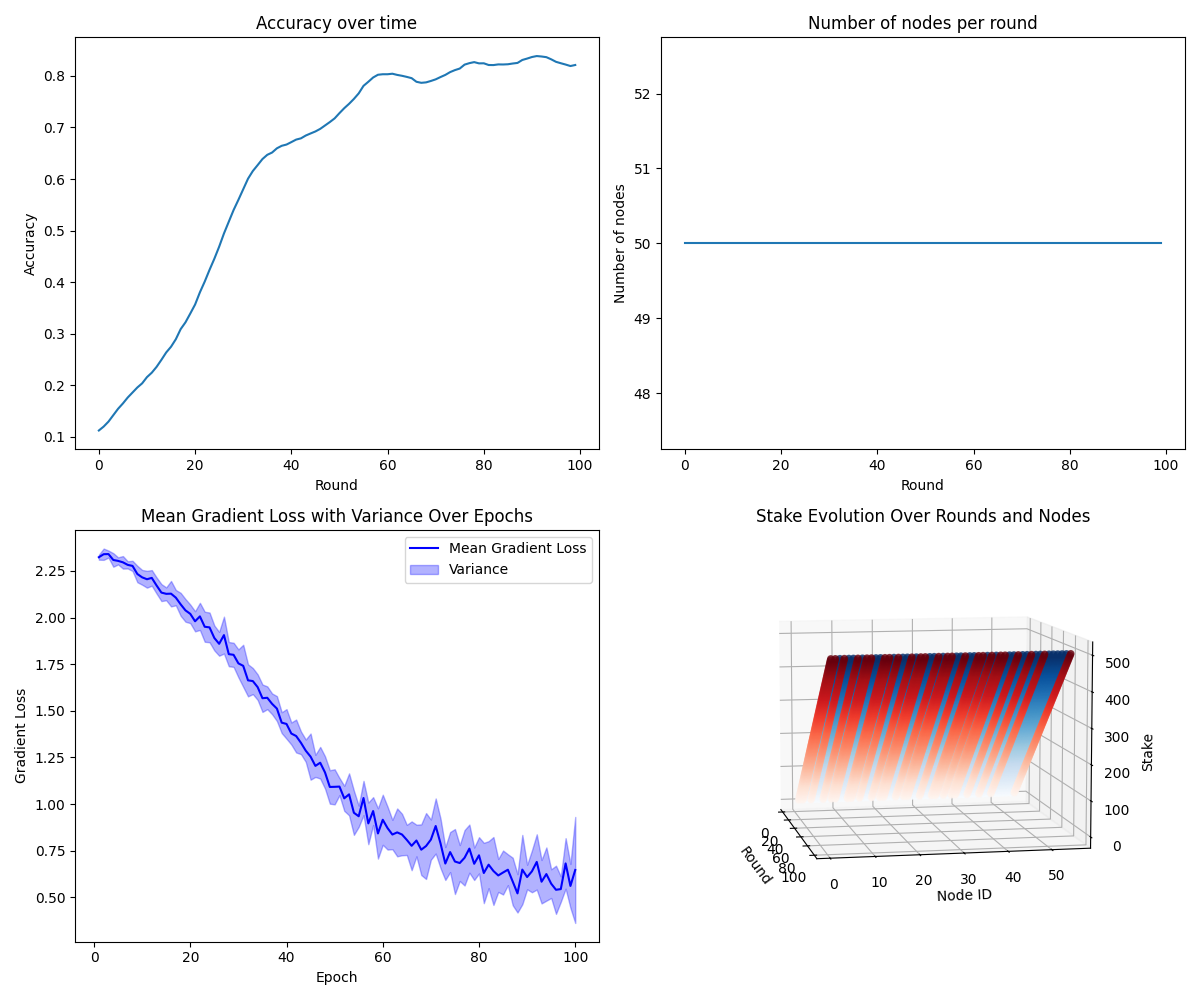 Accuracy over time
0.8
0.7
0.6
0.5
0.4
0.3
0.2
0.1
Accuracy
0 20 40 60 80 100
Round
Number of nodes per round
52
51
50
49
48
Number of nodes
0 20 40 60 80 100
Round
Mean Gradient Loss with Variance Over Epochs
Mean Gradient Loss
Variance
2.25
2.00
1.75
1.50
1.25
1.00
0.75
0.50
Gradient Loss
0 20 40 60 80 100
Epoch
Stake Evolution Over Rounds and Nodes
500
400
300
200
100
0
Stake
0
20
40
60
80
100
Round
0 10 20 30 40 50
Node ID